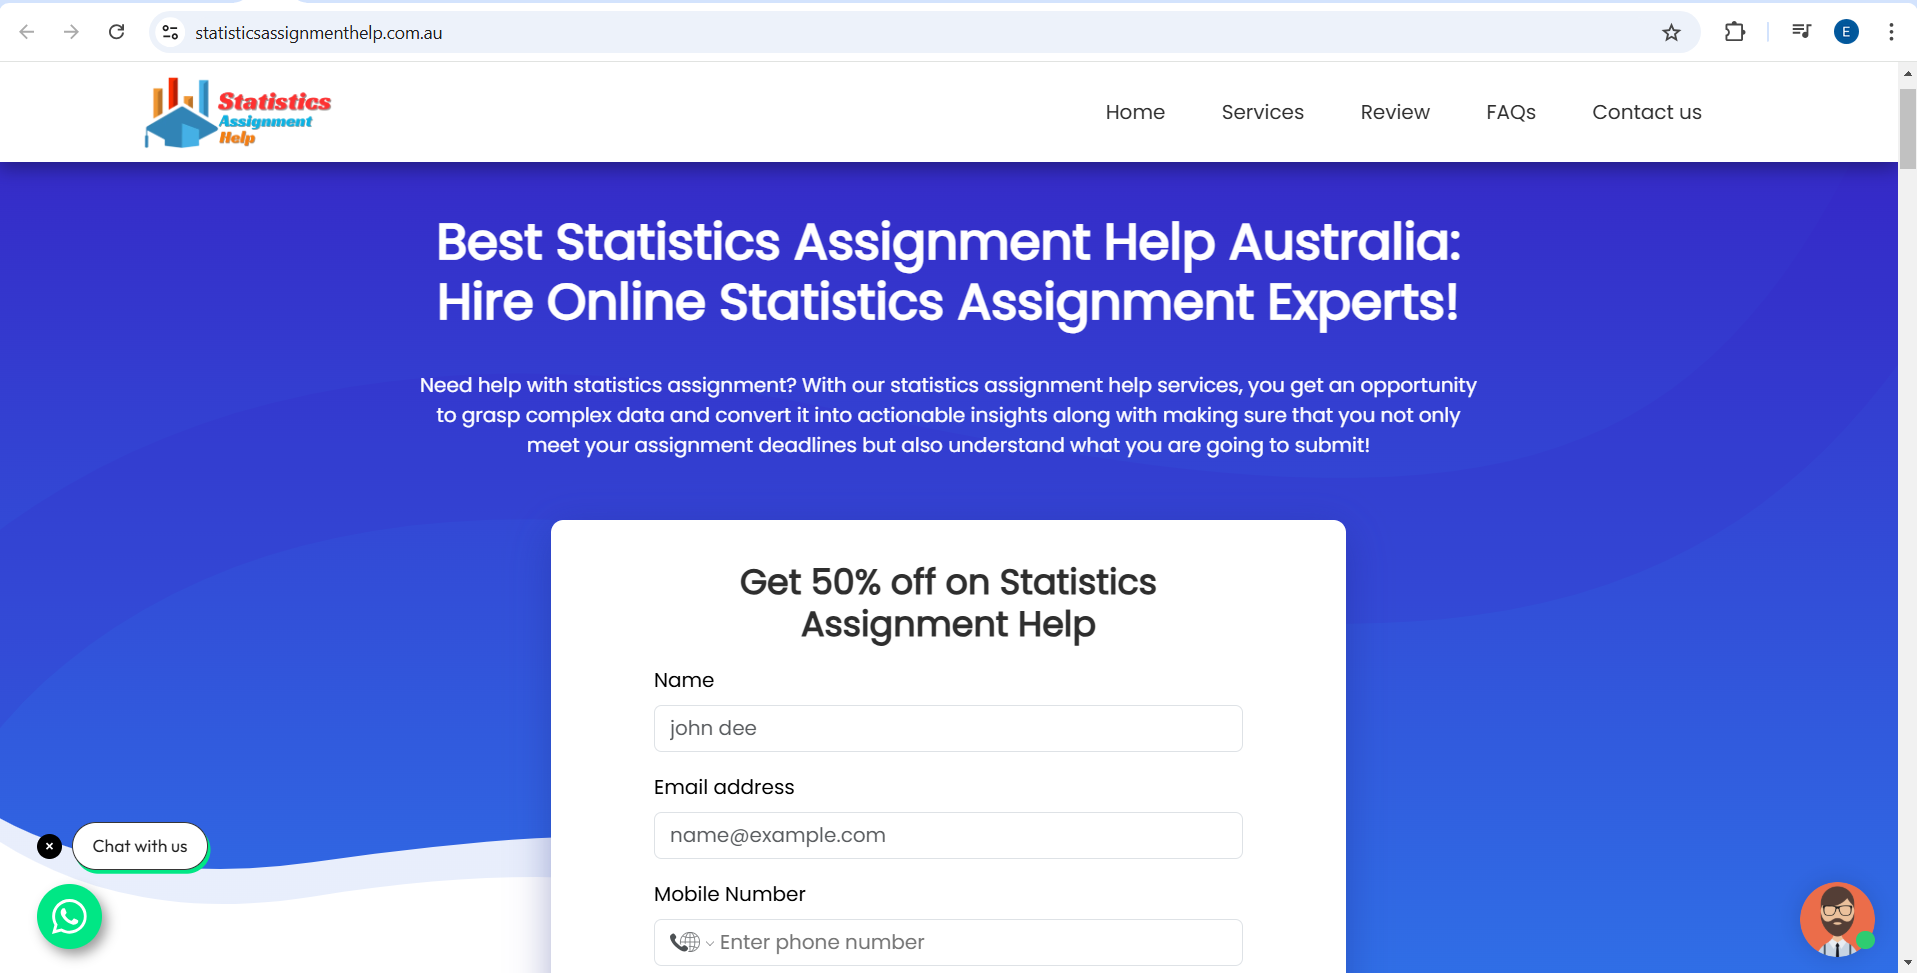 statisticsassignmenthelp.com.au
E
Statistics
Assignment
Help
Home Services Review FAQs Contact us
Best Statistics Assignment Help Australia:
Hire Online Statistics Assignment Experts!
Need help with statistics assignment? With our statistics assignment help services, you get an opportunity
to grasp complex data and convert it into actionable insights along with making sure that you not only
meet your assignment deadlines but also understand what you are going to submit!
Get 50% off on Statistics
Assignment Help
Name
john dee
Email address
name@example.com
Mobile Number
Enter phone number
Chat with us